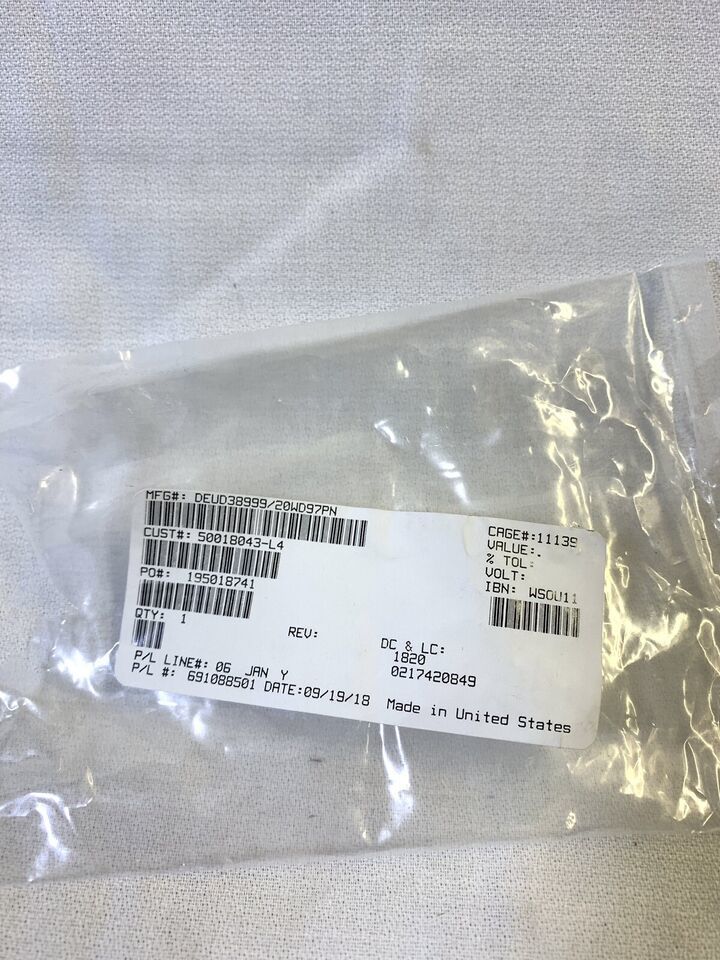 MFG#: DEUD38999/20WD97PN
CUST#: 50018043-L4
PO#: 195018741
QTY: 1
CAGE#:11139
VALUE:-
% TOL:
VOLT:
IBN: WSOU11
REV:
DC & LC:
1820
0217420849
P/L LINE#: 06 JAN Y
P/L #: 691088501 DATE:09/19/18 Made in United States